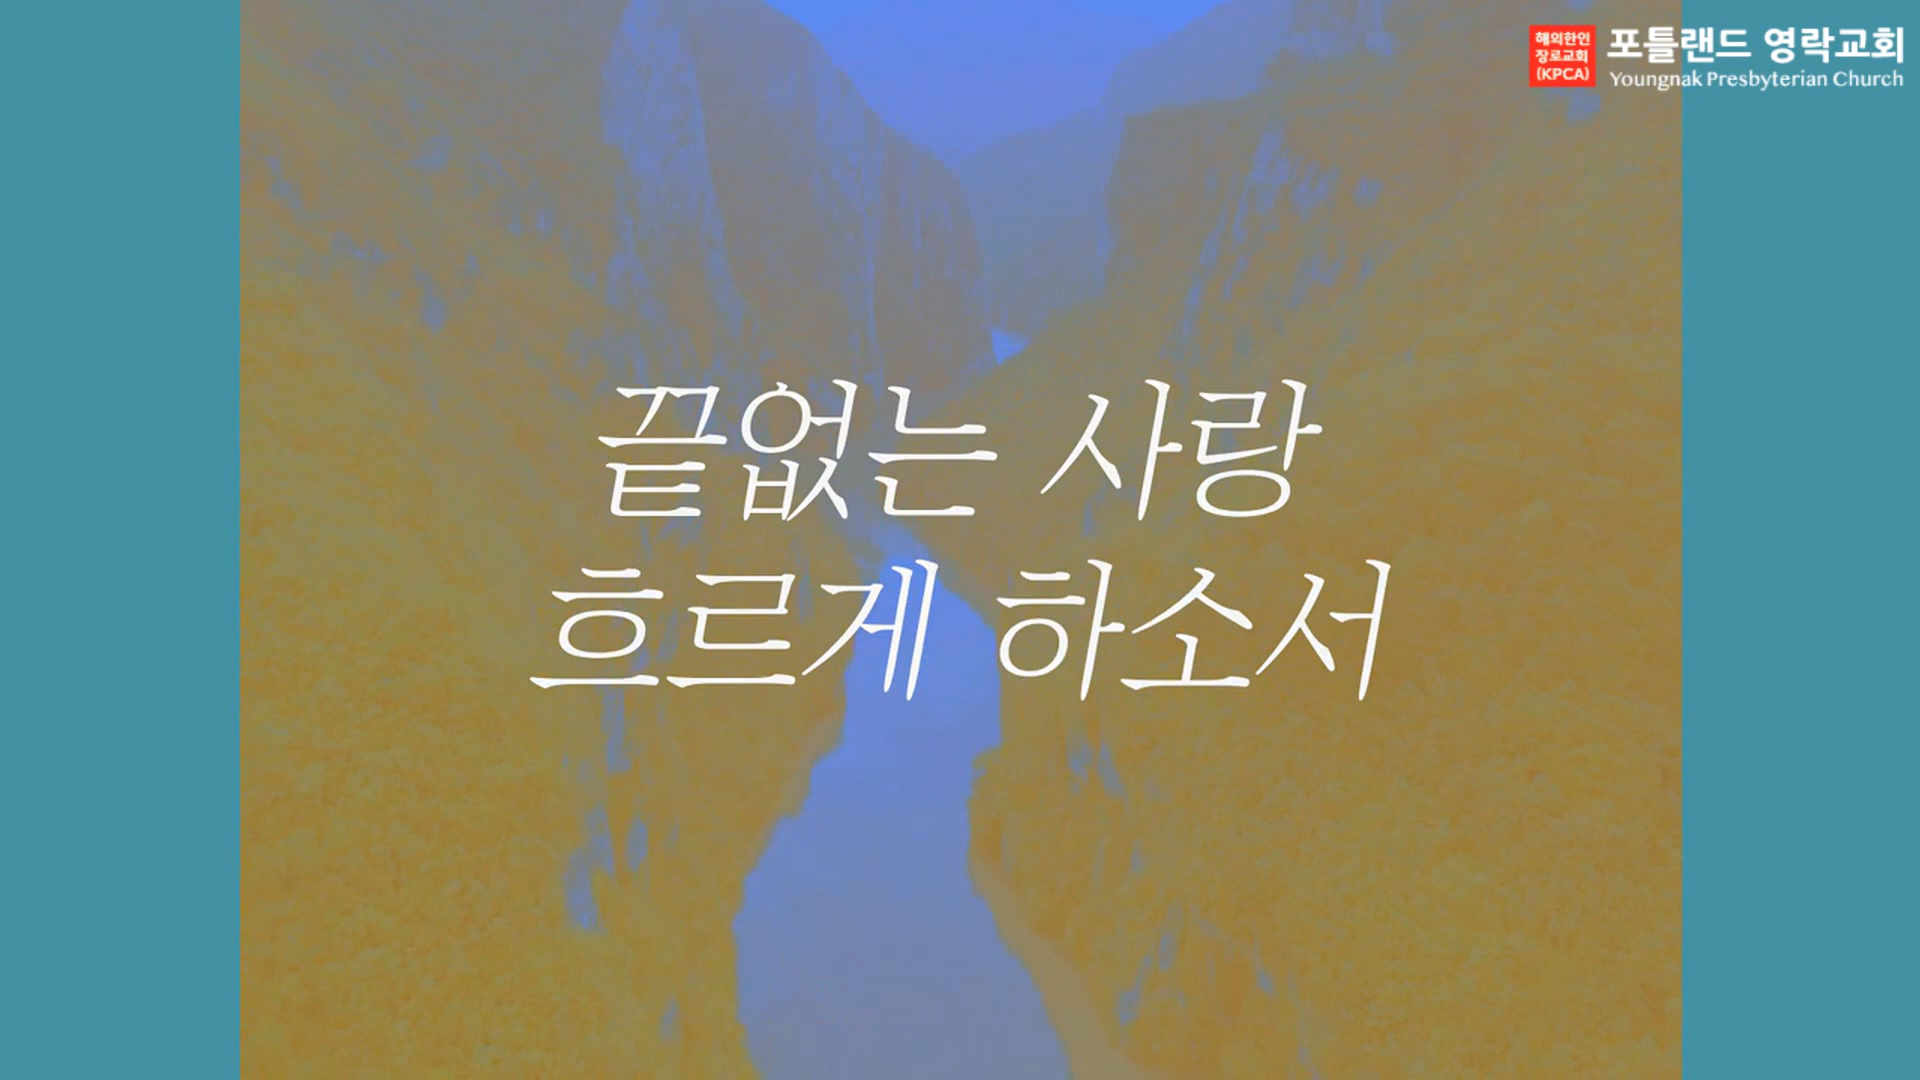 해외한인
장로교회
(KPCA)
포틀랜드 영락교회
Youngnak Presbyterian Church
끝없는 사랑
흐르게 하소서